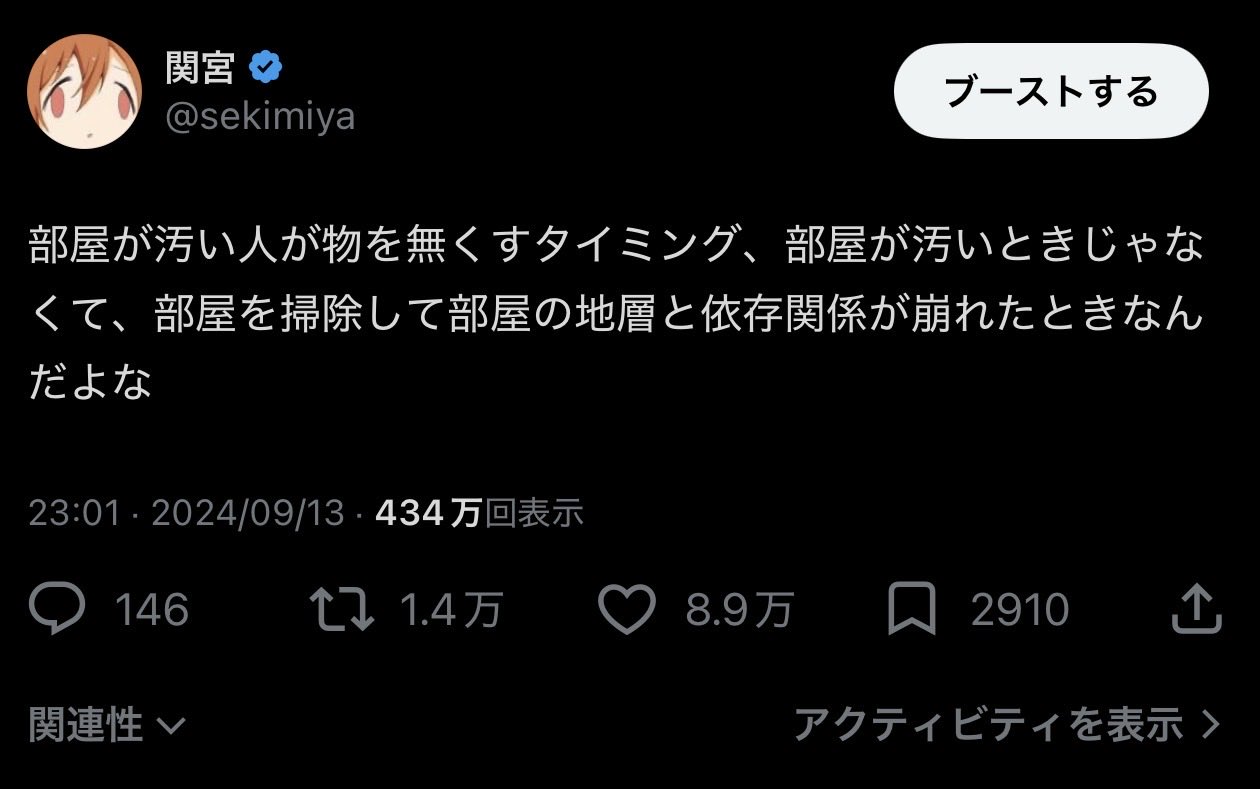 関宮
@sekimiya
ブーストする
部屋が汚い人が物を無くすタイミング、部屋が汚いときじゃな
くて、部屋を掃除して部屋の地層と依存関係が崩れたときなん
だよな
23:01 · 2024/09/13 · 434万回表示
146 1.4万 8.9万 2910
関連性
アクティビティを表示